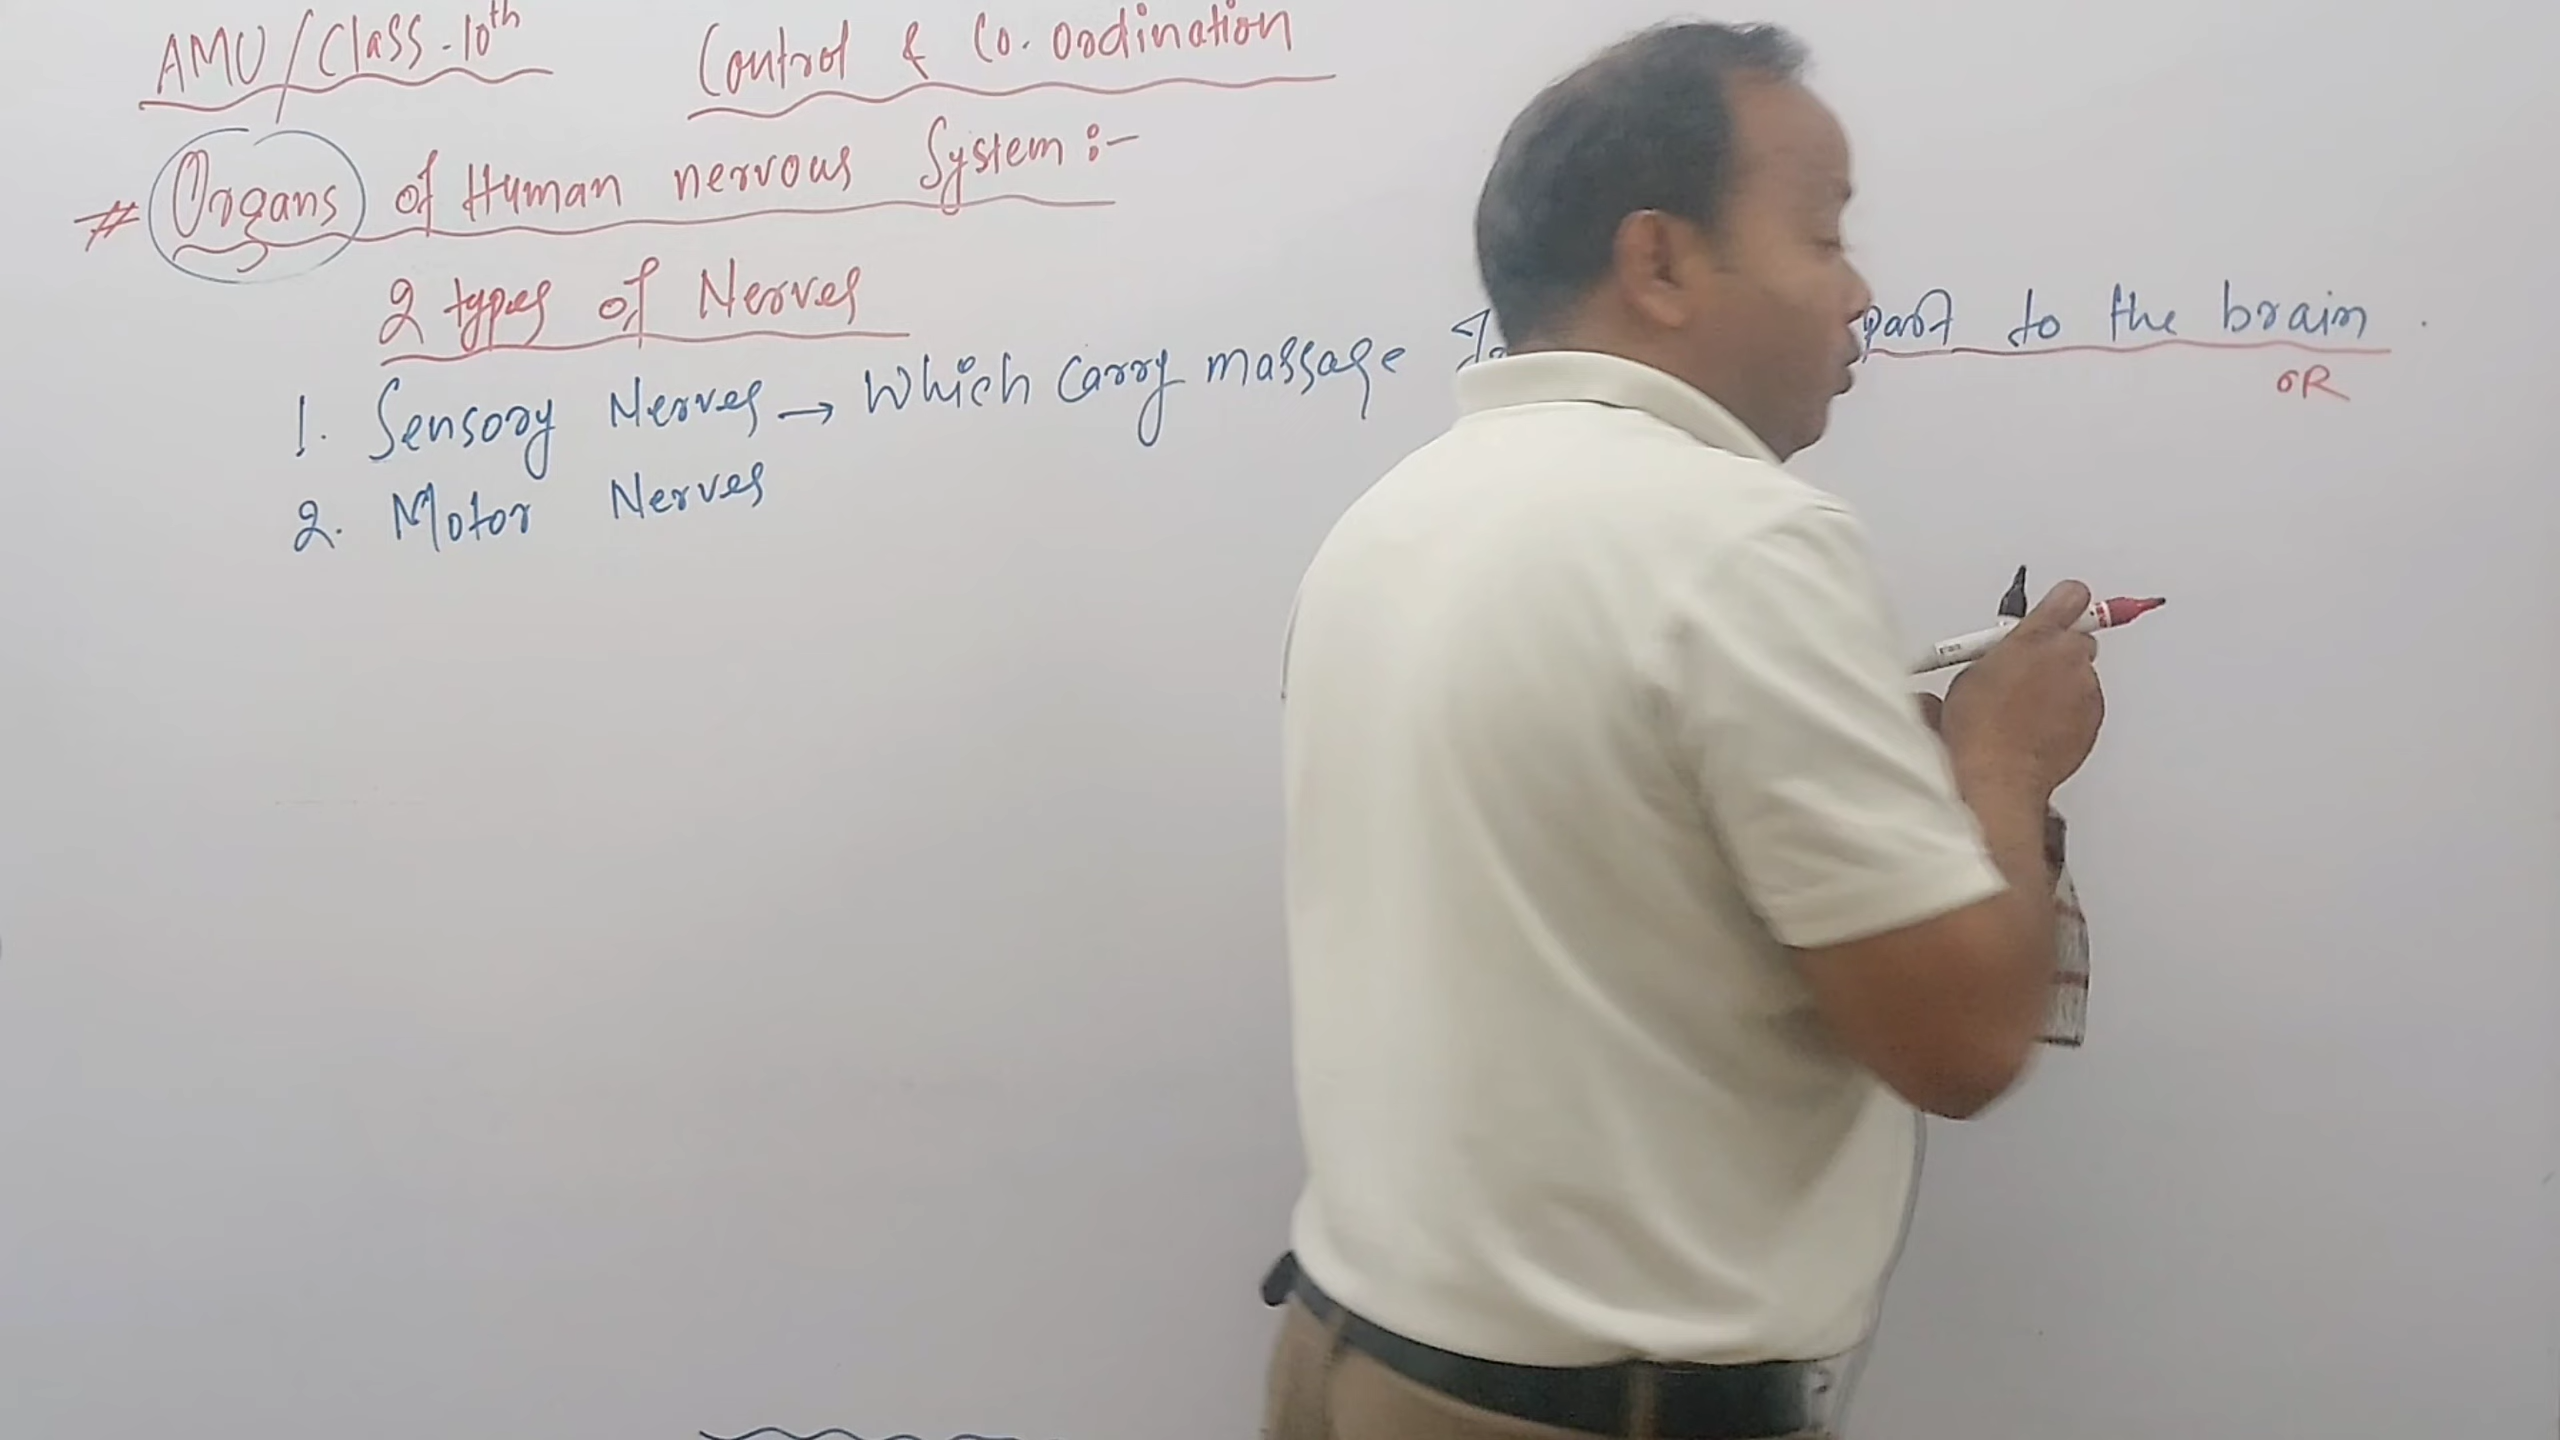 AMU/Class-10th Control & Co. ordination
# Organs of Human nervous System :-
2 types of Nerves
1. Sensory Nerves → Which Carry massage part to the brain.
OR
2. Motor Nerves